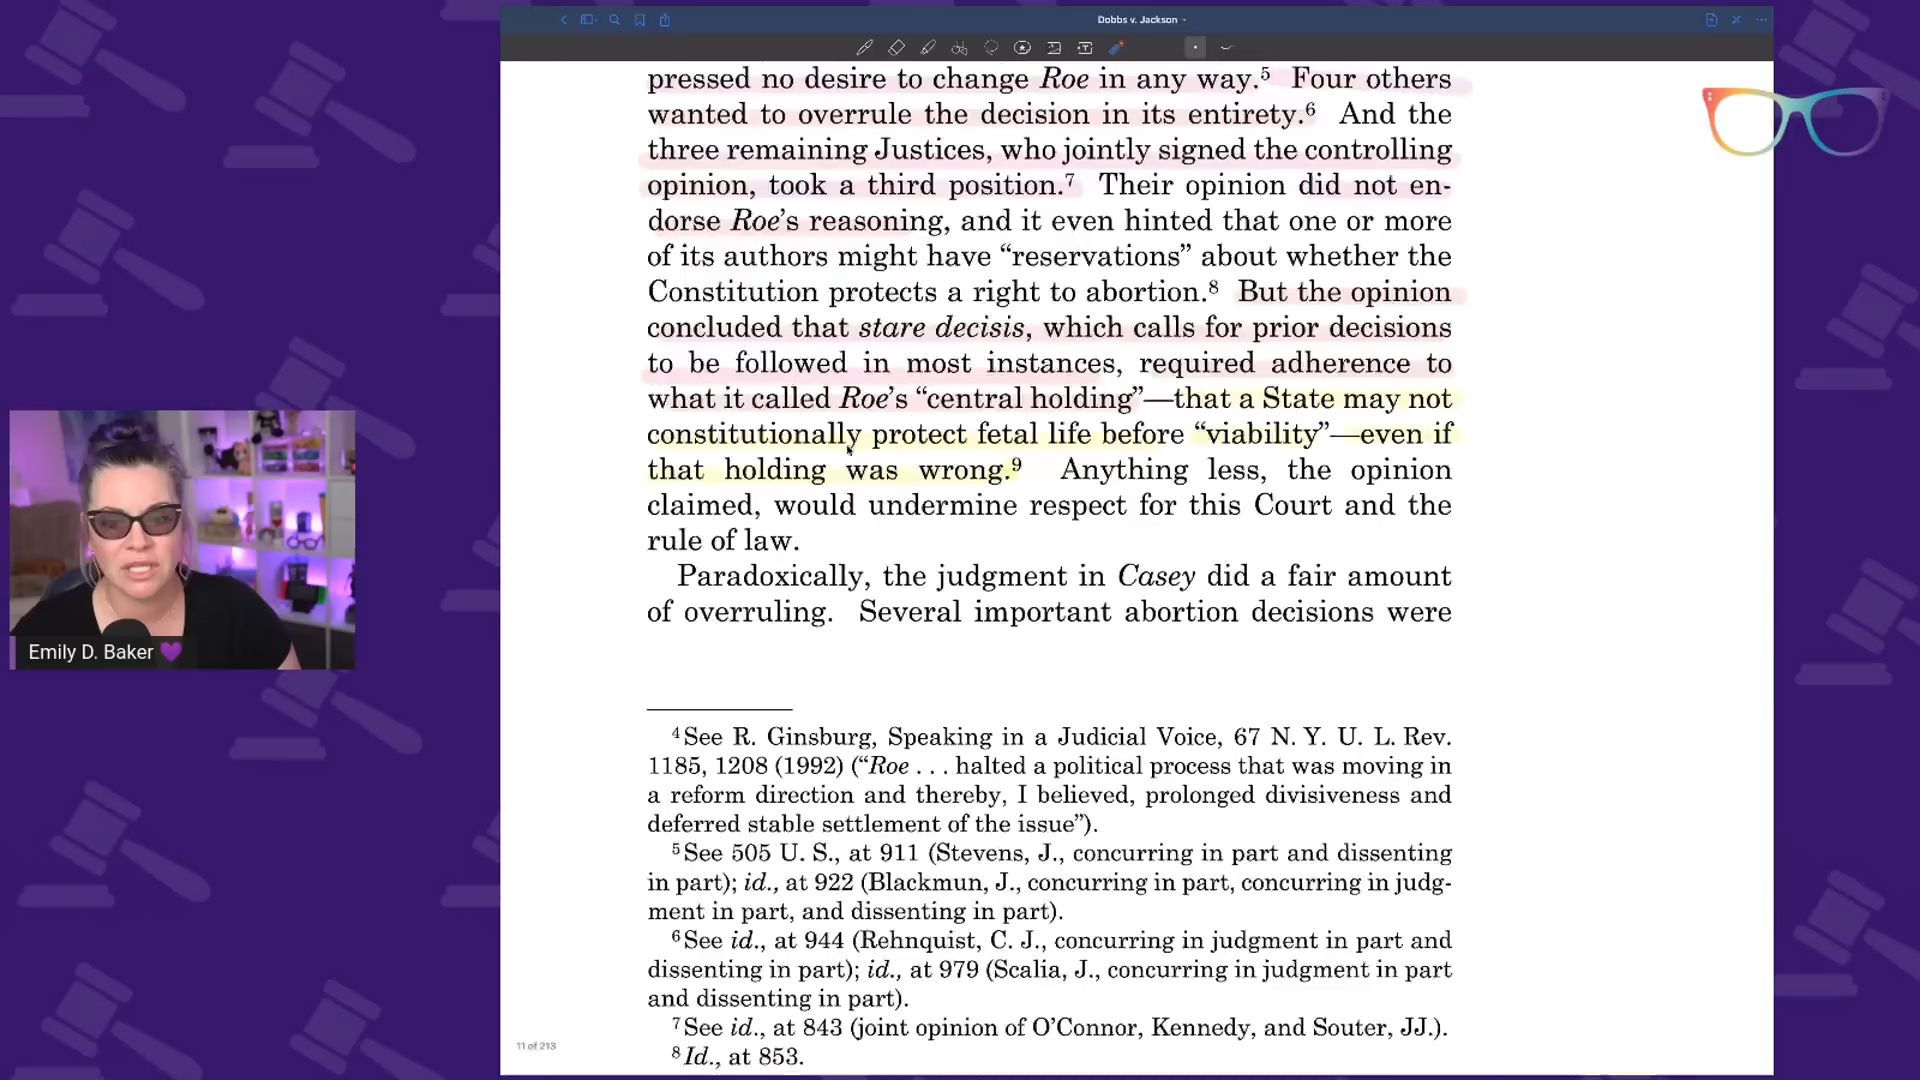 Dobbs v. Jackson
pressed no desire to change Roe in any way.⁵ Four others
wanted to overrule the decision in its entirety.⁶ And the
three remaining Justices, who jointly signed the controlling
opinion, took a third position.⁷ Their opinion did not en-
dorse Roe’s reasoning, and it even hinted that one or more
of its authors might have “reservations” about whether the
Constitution protects a right to abortion.⁸ But the opinion
concluded that stare decisis, which calls for prior decisions
to be followed in most instances, required adherence to
what it called Roe’s “central holding”—that a State may not
constitutionally protect fetal life before “viability”—even if
that holding was wrong.⁹ Anything less, the opinion
claimed, would undermine respect for this Court and the
rule of law.
Paradoxically, the judgment in Casey did a fair amount
of overruling. Several important abortion decisions were
⁴ See R. Ginsburg, Speaking in a Judicial Voice, 67 N. Y. U. L. Rev.
1185, 1208 (1992) (“Roe . . . halted a political process that was moving in
a reform direction and thereby, I believed, prolonged divisiveness and
deferred stable settlement of the issue”).
⁵ See 505 U. S., at 911 (Stevens, J., concurring in part and dissenting
in part); id., at 922 (Blackmun, J., concurring in part, concurring in judg-
ment in part, and dissenting in part).
⁶ See id., at 944 (Rehnquist, C. J., concurring in judgment in part and
dissenting in part); id., at 979 (Scalia, J., concurring in judgment in part
and dissenting in part).
⁷ See id., at 843 (joint opinion of O’Connor, Kennedy, and Souter, JJ.).
⁸ Id., at 853.
11 of 213
Emily D. Baker 💜